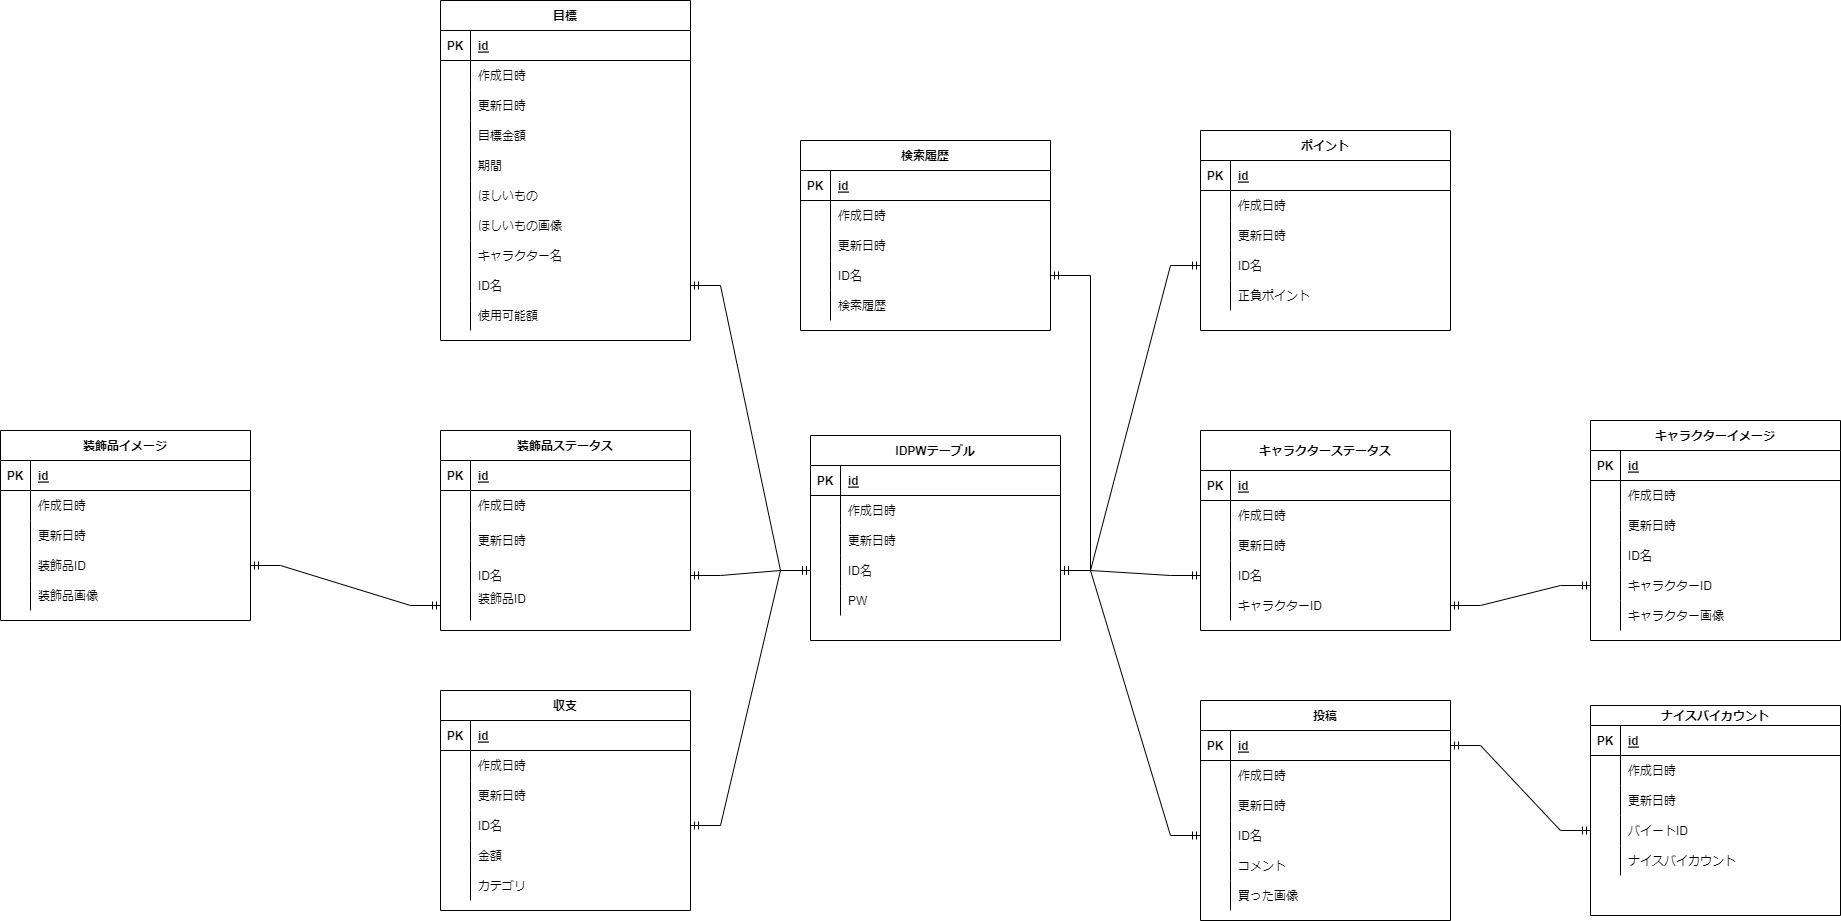 目標
PK id
作成日時
更新日時
目標金額
期間
ほしいもの
ほしいもの画像
キャラクター名
ID名
使用可能額
検索履歴
PK id
作成日時
更新日時
ID名
検索履歴
ポイント
PK id
作成日時
更新日時
ID名
正負ポイント
装飾品イメージ
PK id
作成日時
更新日時
装飾品ID
装飾品画像
装飾品ステータス
PK id
作成日時
更新日時
ID名
装飾品ID
IDPWテーブル
PK id
作成日時
更新日時
ID名
PW
キャラクターステータス
PK id
作成日時
更新日時
ID名
キャラクターID
キャラクターイメージ
PK id
作成日時
更新日時
ID名
キャラクターID
キャラクター画像
収支
PK id
作成日時
更新日時
ID名
金額
カテゴリ
投稿
PK id
作成日時
更新日時
ID名
コメント
買った画像
ナイスバイカウント
PK id
作成日時
更新日時
バイートID
ナイスバイカウント